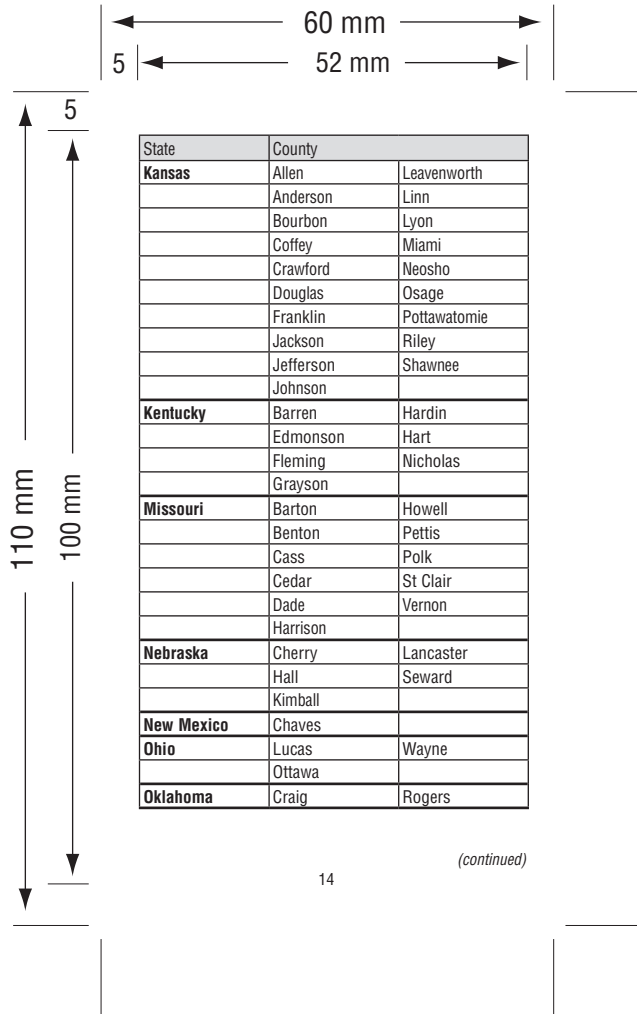 60 mm
5 52 mm
5
110 mm
100 mm
State County
Kansas Allen Leavenworth
Anderson Linn
Bourbon Lyon
Coffey Miami
Crawford Neosho
Douglas Osage
Franklin Pottawatomie
Jackson Riley
Jefferson Shawnee
Johnson
Kentucky Barren Hardin
Edmonson Hart
Fleming Nicholas
Grayson
Missouri Barton Howell
Benton Pettis
Cass Polk
Cedar St Clair
Dade Vernon
Harrison
Nebraska Cherry Lancaster
Hall Seward
Kimball
New Mexico Chaves
Ohio Lucas Wayne
Ottawa
Oklahoma Craig Rogers
(continued)
14